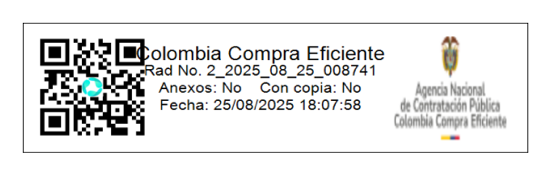 Colombia Compra Eficiente
Rad No. 2_2025_08_25_008741
Anexos: No Con copia: No
Fecha: 25/08/2025 18:07:58
Agencia Nacional
de Contratación Pública
Colombia Compra Eficiente